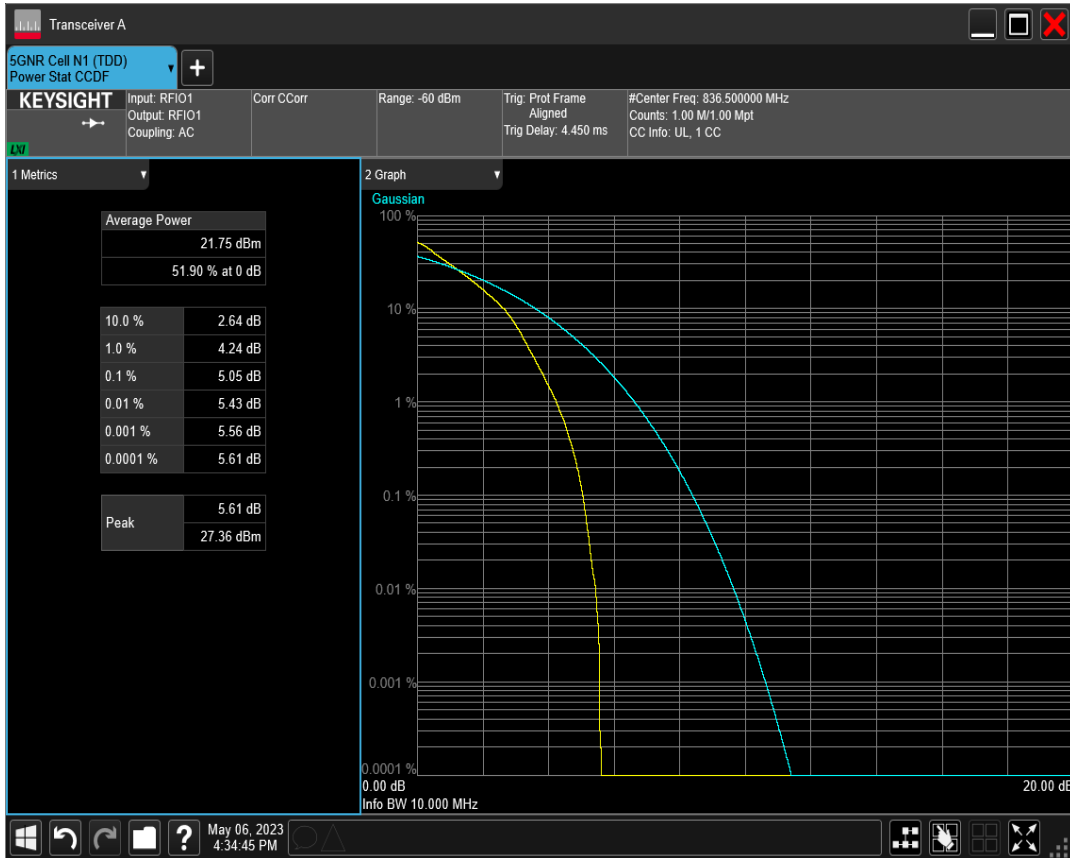 Transceiver A
5GNR Cell N1 (TDD)
Power Stat CCDF
+
KEYSIGHT
LXI
Input: RFIO1
Output: RFIO1
Coupling: AC
Corr CCorr
Range: -60 dBm
Trig: Prot Frame
Aligned
Trig Delay: 4.450 ms
#Center Freq: 836.500000 MHz
Counts: 1.00 M/1.00 Mpt
CC Info: UL, 1 CC
1 Metrics
Average Power
21.75 dBm
51.90 % at 0 dB
10.0 % 2.64 dB
1.0 % 4.24 dB
0.1 % 5.05 dB
0.01 % 5.43 dB
0.001 % 5.56 dB
0.0001 % 5.61 dB
Peak 5.61 dB
27.36 dBm
2 Graph
Gaussian
100 %
10 %
1 %
0.1 %
0.01 %
0.001 %
0.0001 %
0.00 dB 20.00 dB
Info BW 10.000 MHz
?
May 06, 2023
4:34:45 PM